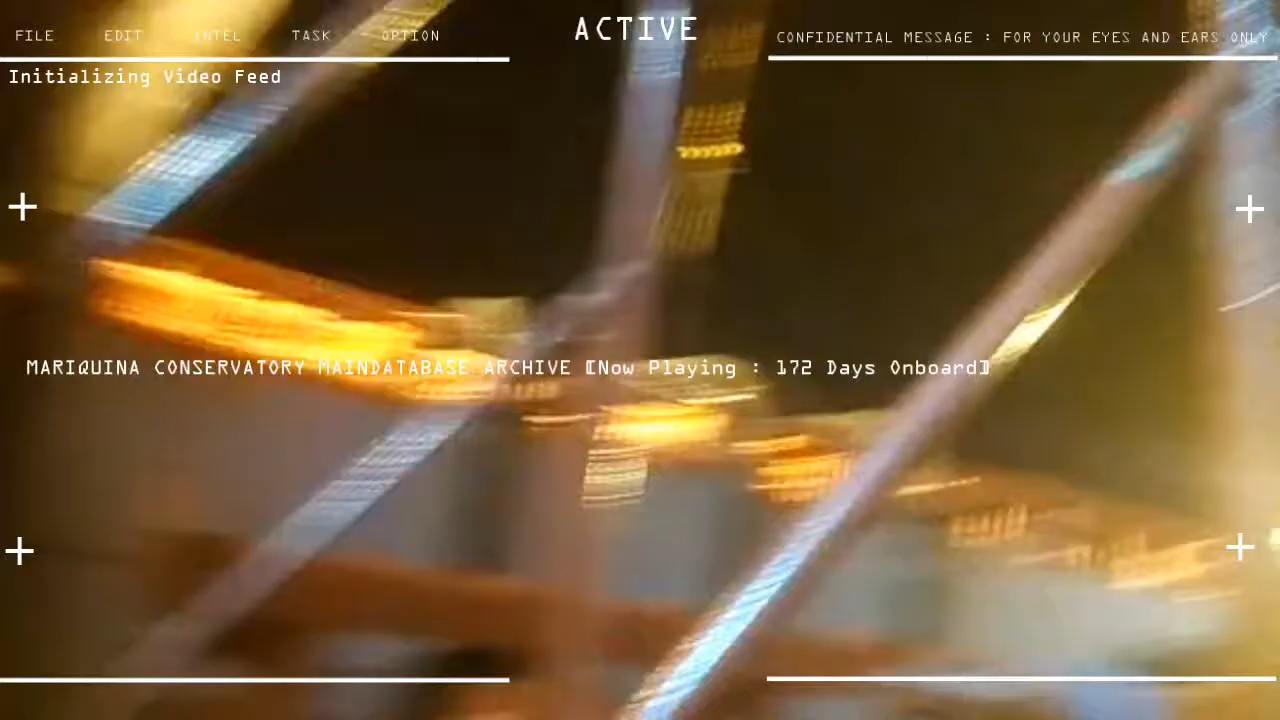 FILE EDIT INTEL TASK OPTION
ACTIVE
CONFIDENTIAL MESSAGE : FOR YOUR EYES AND EARS ONLY
Initializing Video Feed
MARIQUINA CONSERVATORY MAINDATABASE ARCHIVE [Now Playing : 172 Days Onboard]